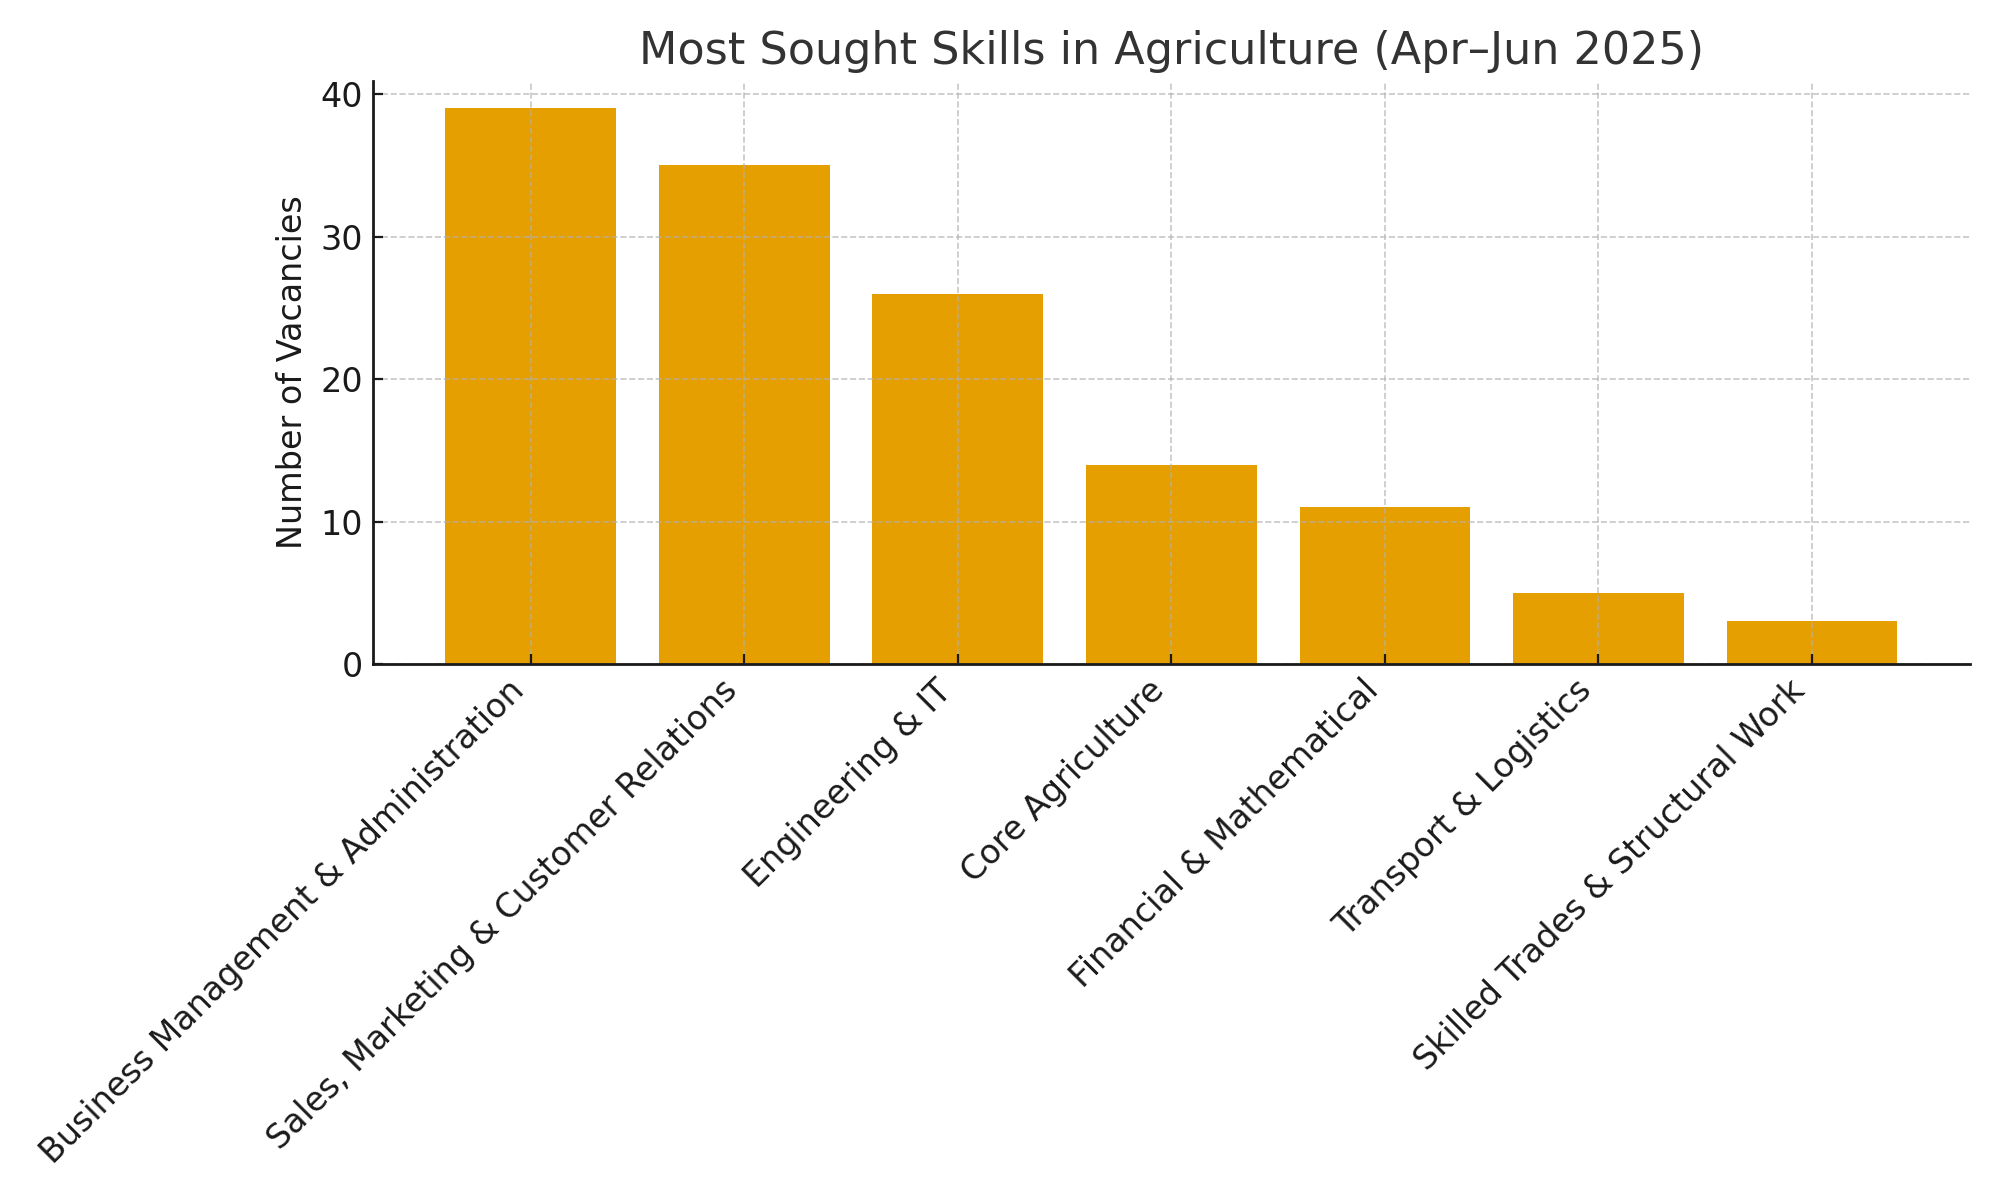 Most Sought Skills in Agriculture (Apr–Jun 2025)
Number of Vacancies
40
30
20
10
0
Business Management & Administration
Sales, Marketing & Customer Relations
Engineering & IT
Core Agriculture
Financial & Mathematical
Transport & Logistics
Skilled Trades & Structural Work